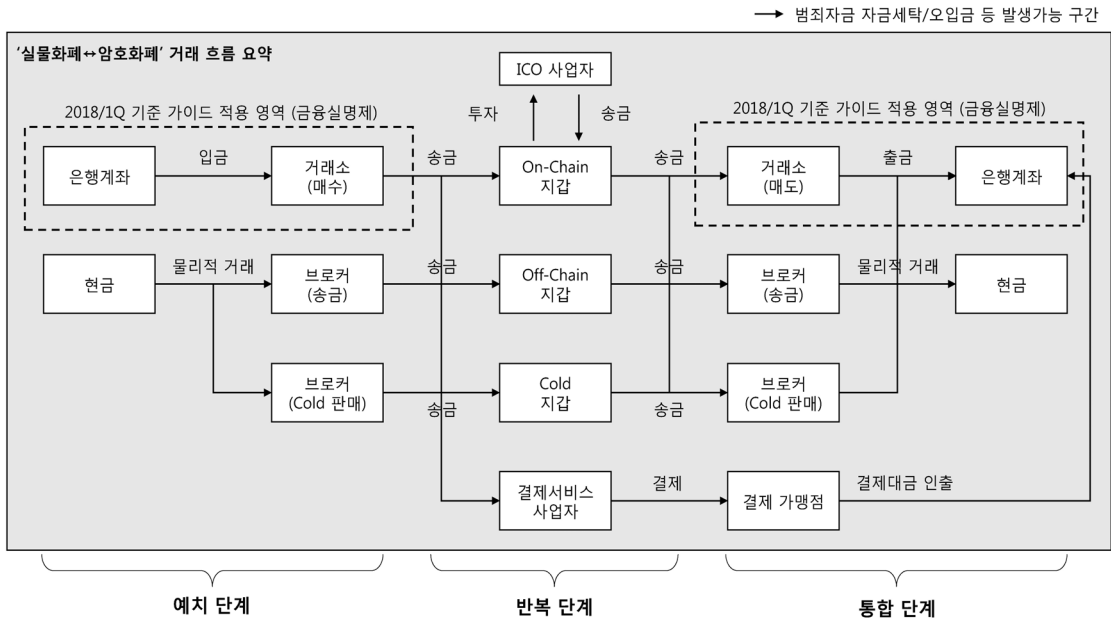 범죄자금 자금세탁/오입금 등 발생가능 구간
‘실물화폐↔암호화폐’ 거래 흐름 요약
ICO 사업자
2018/1Q 기준 가이드 적용 영역 (금융실명제)
투자
송금
2018/1Q 기준 가이드 적용 영역 (금융실명제)
은행계좌
입금
거래소
(매수)
송금
On-Chain
지갑
송금
거래소
(매도)
출금
은행계좌
현금
물리적 거래
브로커
(송금)
송금
Off-Chain
지갑
송금
브로커
(송금)
물리적 거래
현금
브로커
(Cold 판매)
송금
Cold
지갑
송금
브로커
(Cold 판매)
결제서비스
사업자
결제
결제 가맹점
결제대금 인출
예치 단계
반복 단계
통합 단계